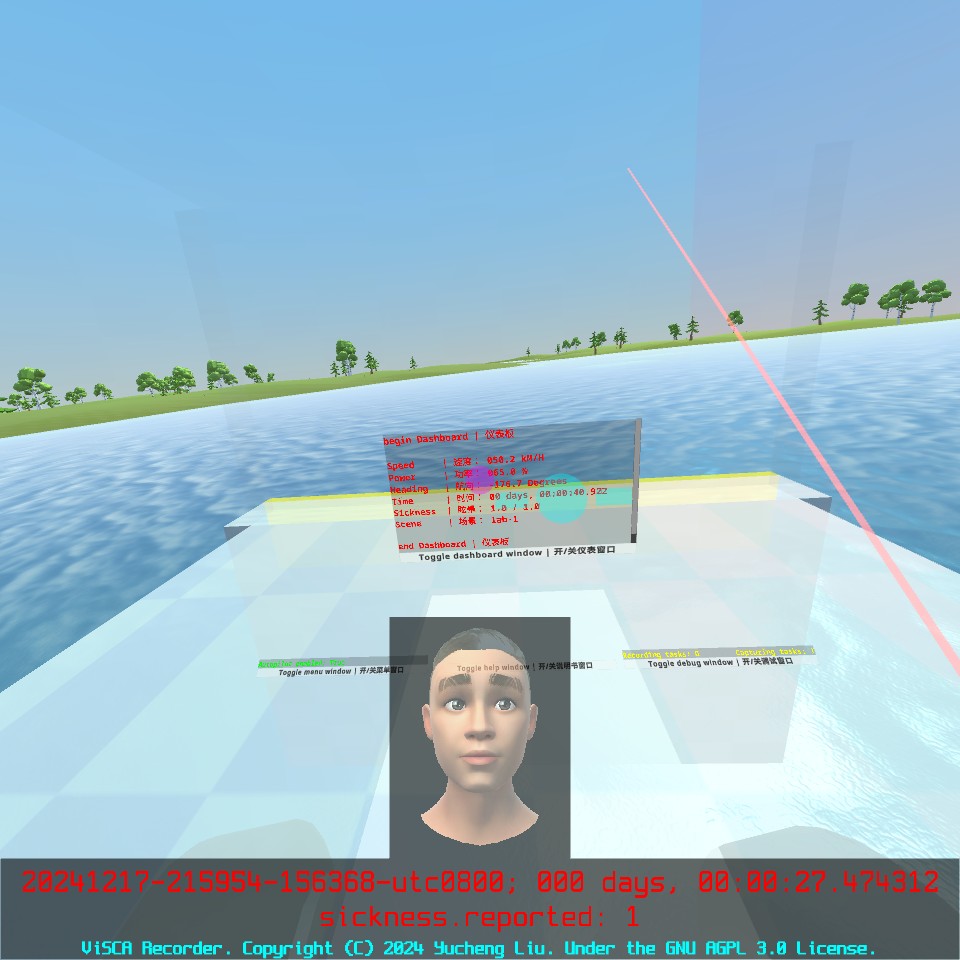 begin Dashboard | 仪表板
Speed | 速度: 050.2 KM/H
Power | 功率: 065.0 %
Heading | 航向: -176.7 Degrees
Time | 时间: 00 days, 00:00:40.922
Sickness | 眩晕: 1.0 / 1.0
Scene | 场景: lab-1
end Dashboard | 仪表板
Toggle dashboard window | 开/关仪表窗口
Autopilot enabled: True
Toggle menu window | 开/关菜单窗口
Toggle help window | 开/关说明书窗口
Recording tasks: 0 Capturing tasks: 1
Toggle debug window | 开/关调试窗口
20241217-215954-156368-utc0800; 000 days, 00:00:27.474312
sickness.reported: 1
ViSCA Recorder. Copyright (C) 2024 Yucheng Liu. Under the GNU AGPL 3.0 License.